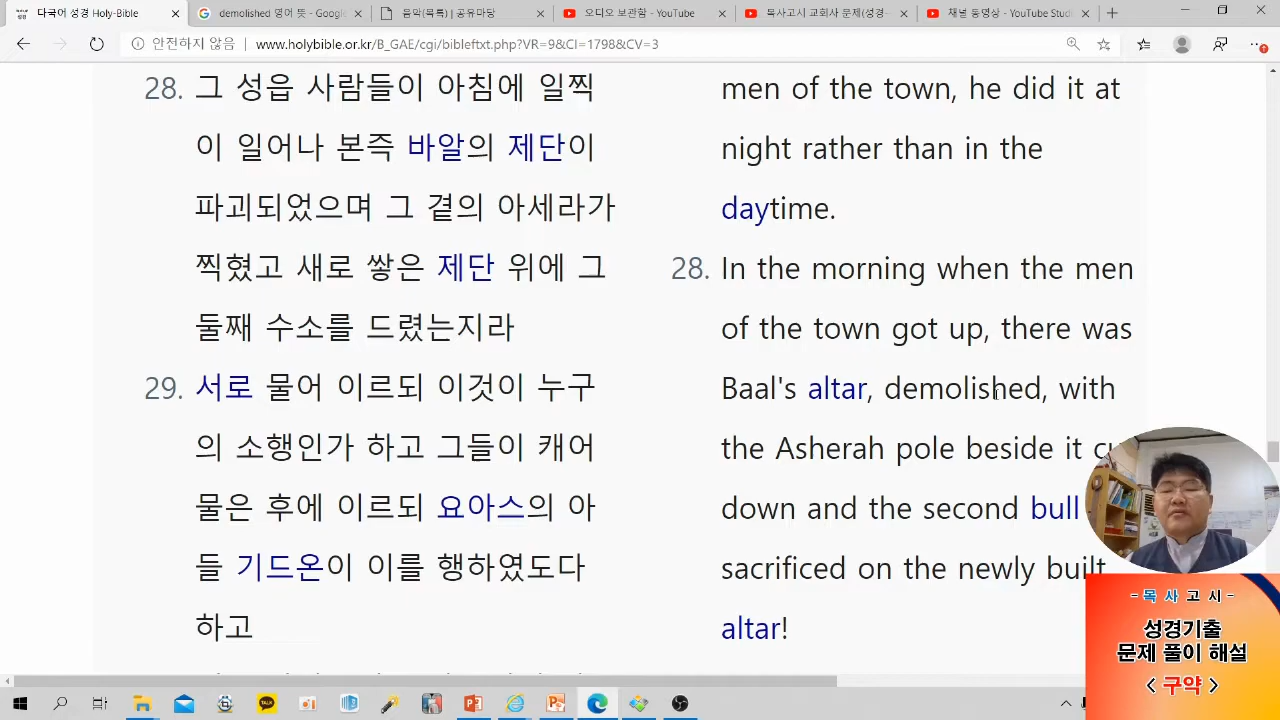 다국어 성경 Holy-Bible
demolished 영어 뜻 - Google
음악(목록) | 공유마당
오디오 보관함 - YouTube
목사고시 교회사 문제(성경-
채널 동영상 - YouTube Studi
안전하지 않음
www.holybible.or.kr/B_GAE/cgi/bibleftxt.php?VR=9&CI=1798&CV=3
28. 그 성읍 사람들이 아침에 일찍
이 일어나 본즉 바알의 제단이
파괴되었으며 그 곁의 아세라가
찍혔고 새로 쌓은 제단 위에 그
둘째 수소를 드렸는지라
29. 서로 물어 이르되 이것이 누구
의 소행인가 하고 그들이 캐어
물은 후에 이르되 요아스의 아
들 기드온이 이를 행하였도다
하고
men of the town, he did it at
night rather than in the
daytime.
28. In the morning when the men
of the town got up, there was
Baal's altar, demolished, with
the Asherah pole beside it
down and the second bull
sacrificed on the newly built
altar!
- 목 사 고 시 -
성경기출
문제 풀이 해설
< 구약 >
TALK